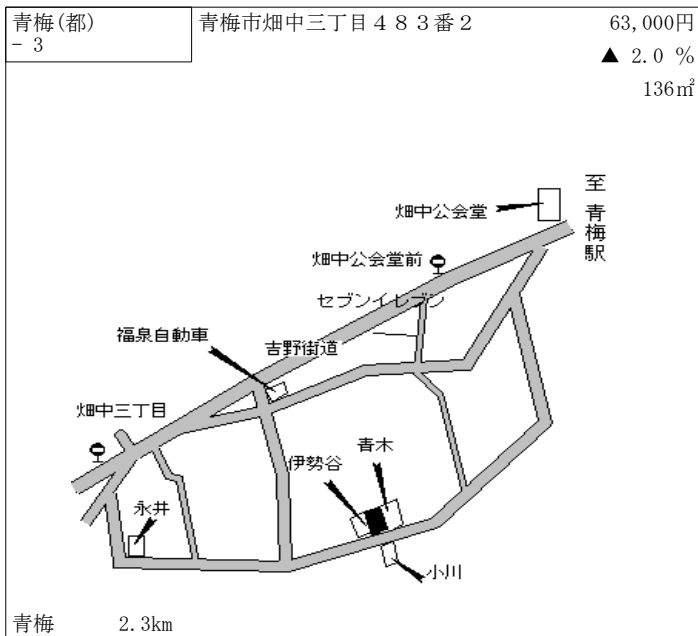 青梅(都)
－ 3
青梅市畑中三丁目４８３番２
63,000円
▲ 2.0 %
136㎡
至 青梅駅
畑中公会堂
畑中公会堂前
セブンイレブン
吉野街道
福泉自動車
畑中三丁目
青木
伊勢谷
永井
小川
青梅 2.3km